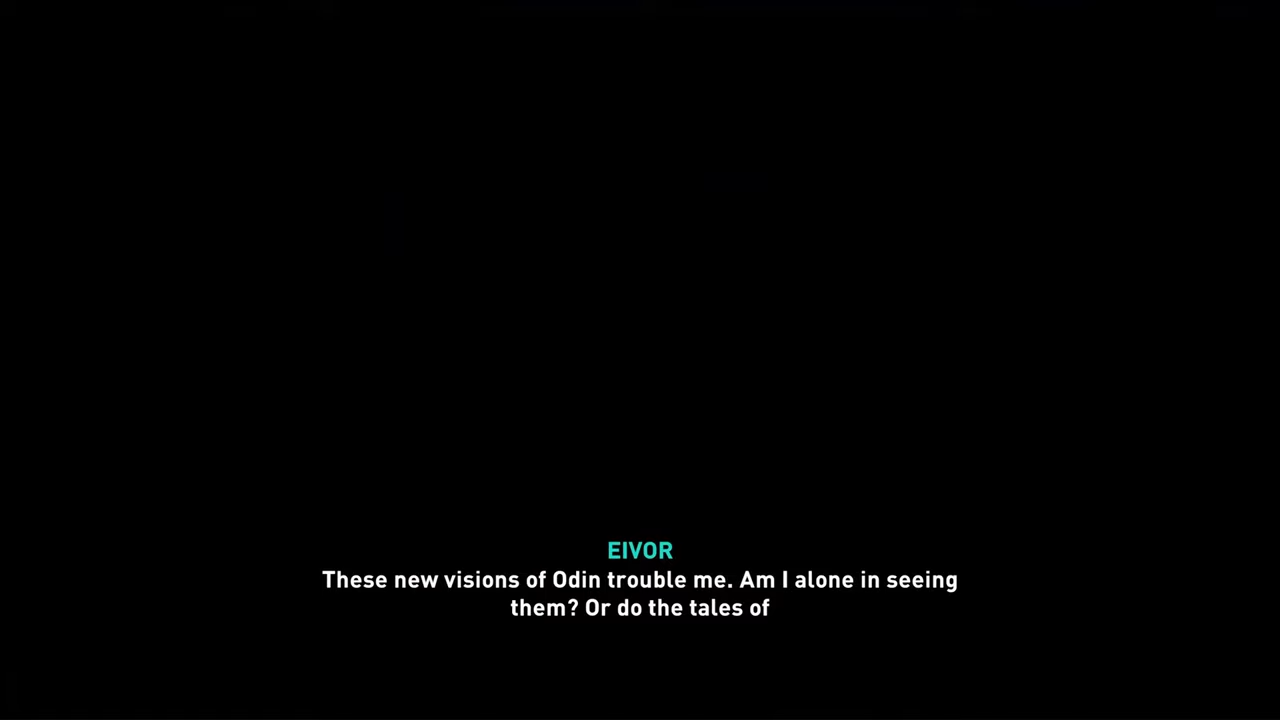 EIVOR
These new visions of Odin trouble me. Am I alone in seeing
them? Or do the tales of